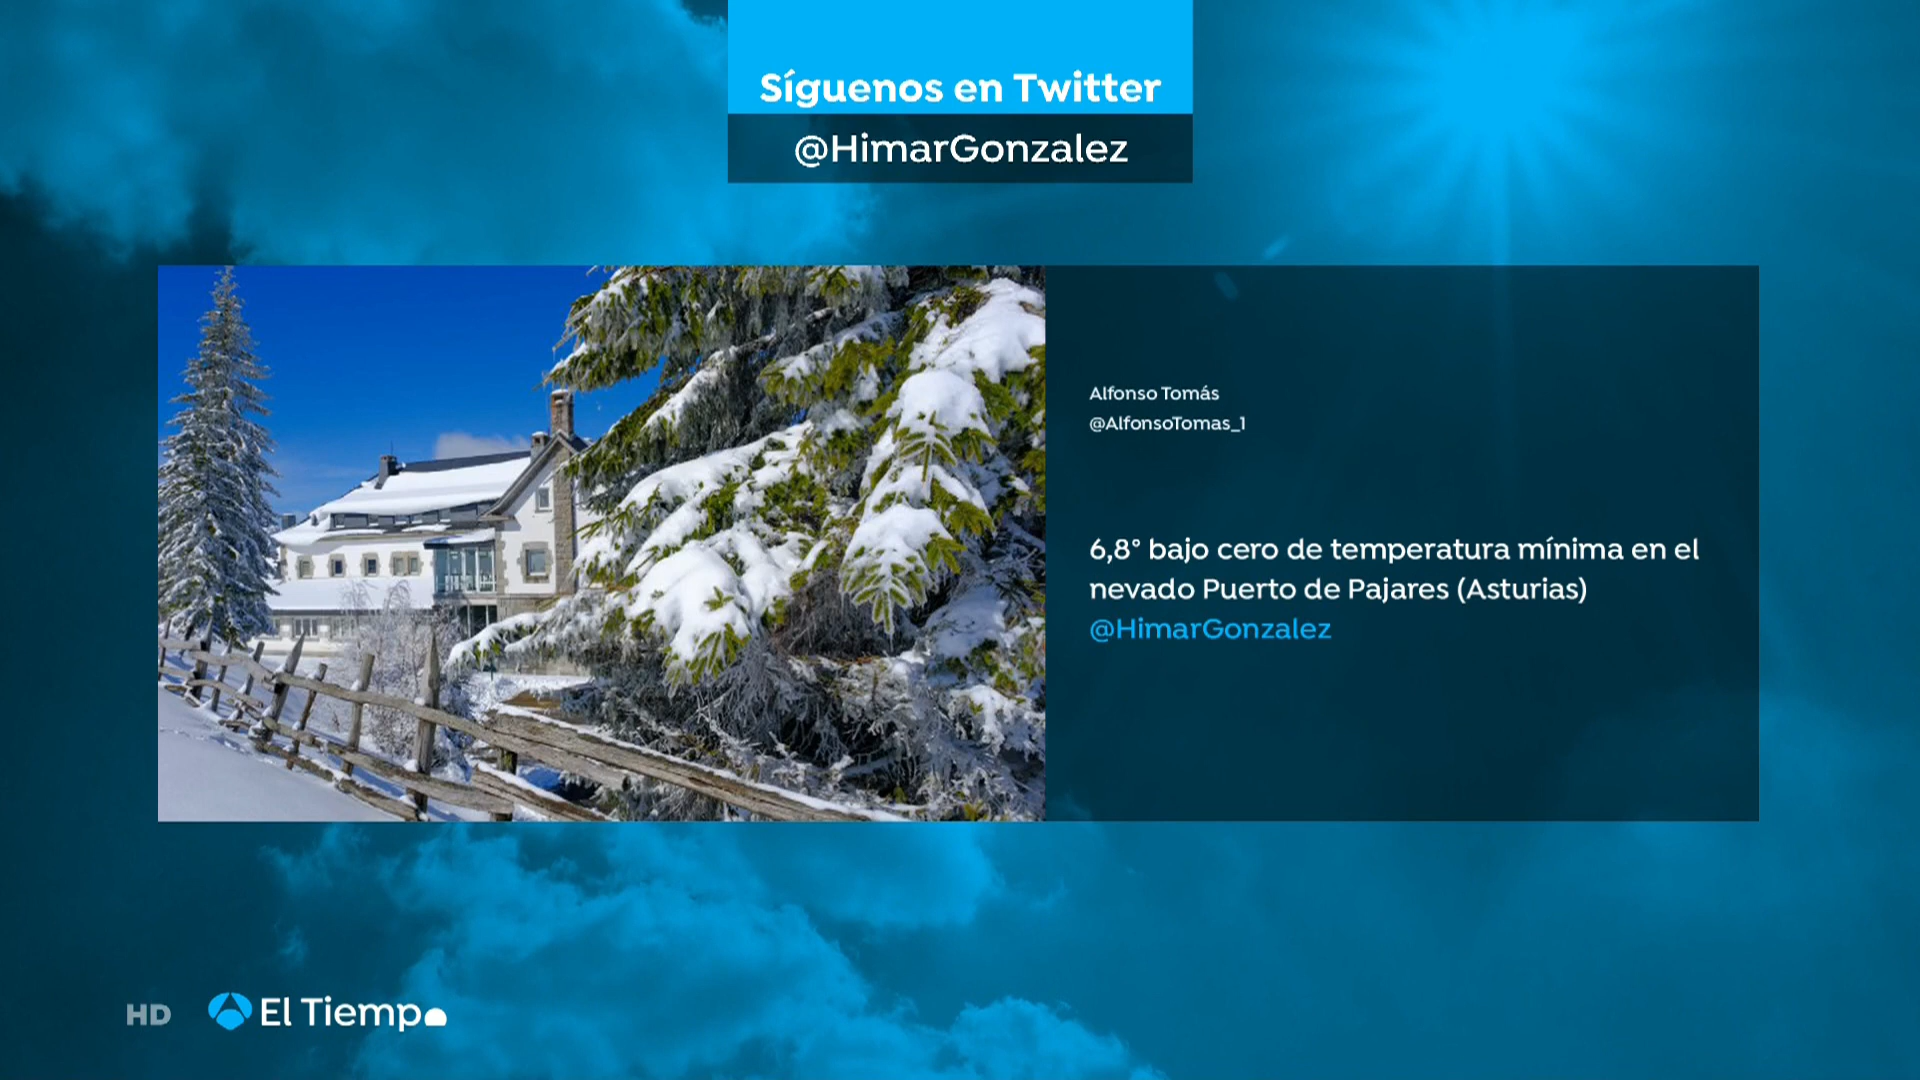 Síguenos en Twitter
@HimarGonzalez
Alfonso Tomás
@AlfonsoTomas_1
6,8° bajo cero de temperatura mínima en el
nevado Puerto de Pajares (Asturias)
@HimarGonzalez
HD El Tiempo